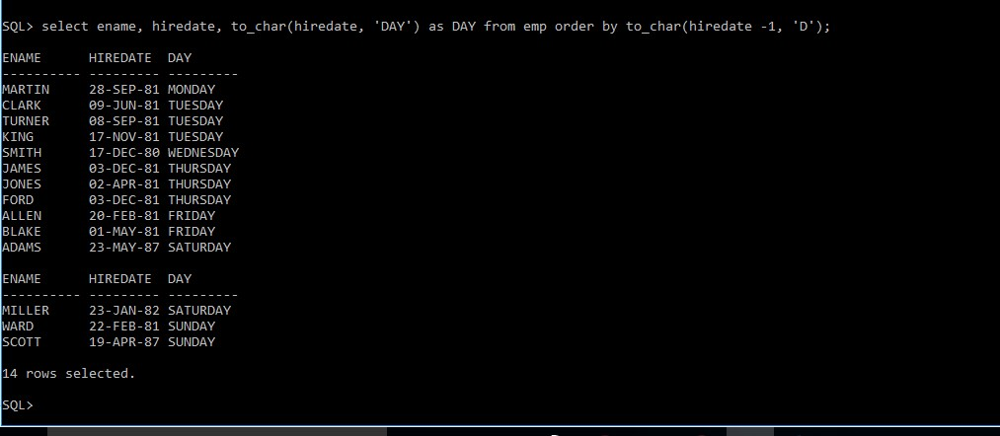 SQL> select ename, hiredate, to_char(hiredate, 'DAY') as DAY from emp order by to_char(hiredate -1, 'D');
ENAME      HIREDATE  DAY
---------- --------- ---------
MARTIN     28-SEP-81 MONDAY
CLARK      09-JUN-81 TUESDAY
TURNER     08-SEP-81 TUESDAY
KING       17-NOV-81 TUESDAY
SMITH      17-DEC-80 WEDNESDAY
JAMES      03-DEC-81 THURSDAY
JONES      02-APR-81 THURSDAY
FORD       03-DEC-81 THURSDAY
ALLEN      20-FEB-81 FRIDAY
BLAKE      01-MAY-81 FRIDAY
ADAMS      23-MAY-87 SATURDAY
ENAME      HIREDATE  DAY
---------- --------- ---------
MILLER     23-JAN-82 SATURDAY
WARD       22-FEB-81 SUNDAY
SCOTT      19-APR-87 SUNDAY
14 rows selected.
SQL>